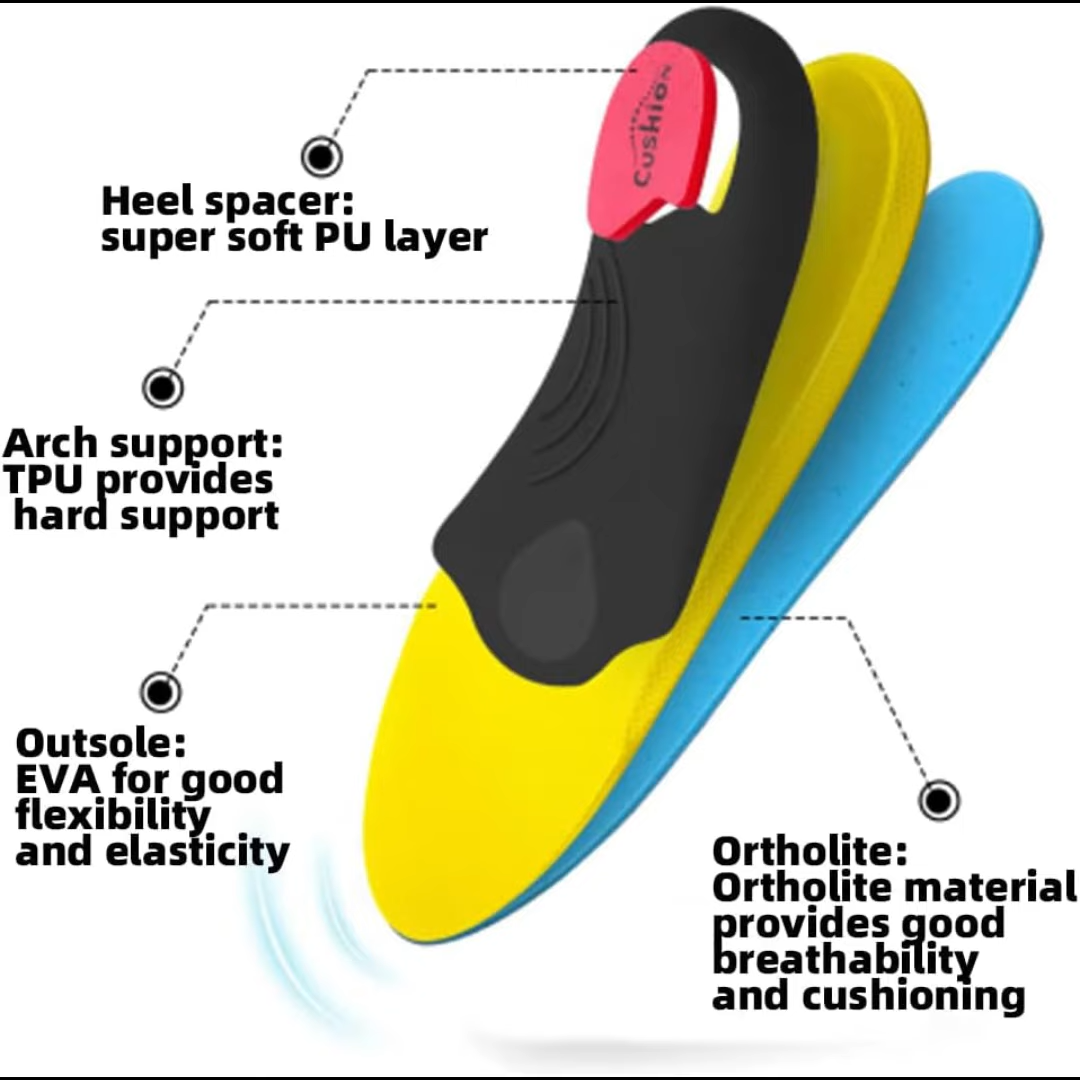 Cushion
Heel spacer:
super soft PU layer
Arch support:
TPU provides
hard support
Outsole:
EVA for good
flexibility
and elasticity
Ortholite:
Ortholite material
provides good
breathability
and cushioning